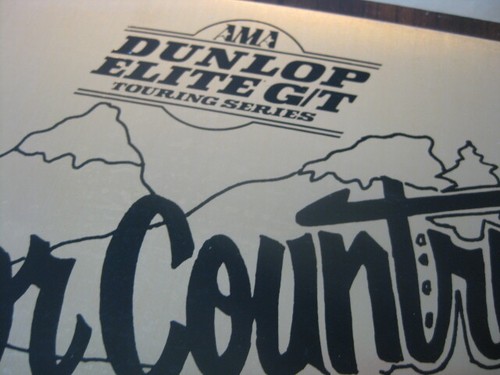 AMA
DUNLOP
ELITE G/T
TOURING SERIES
r Countr